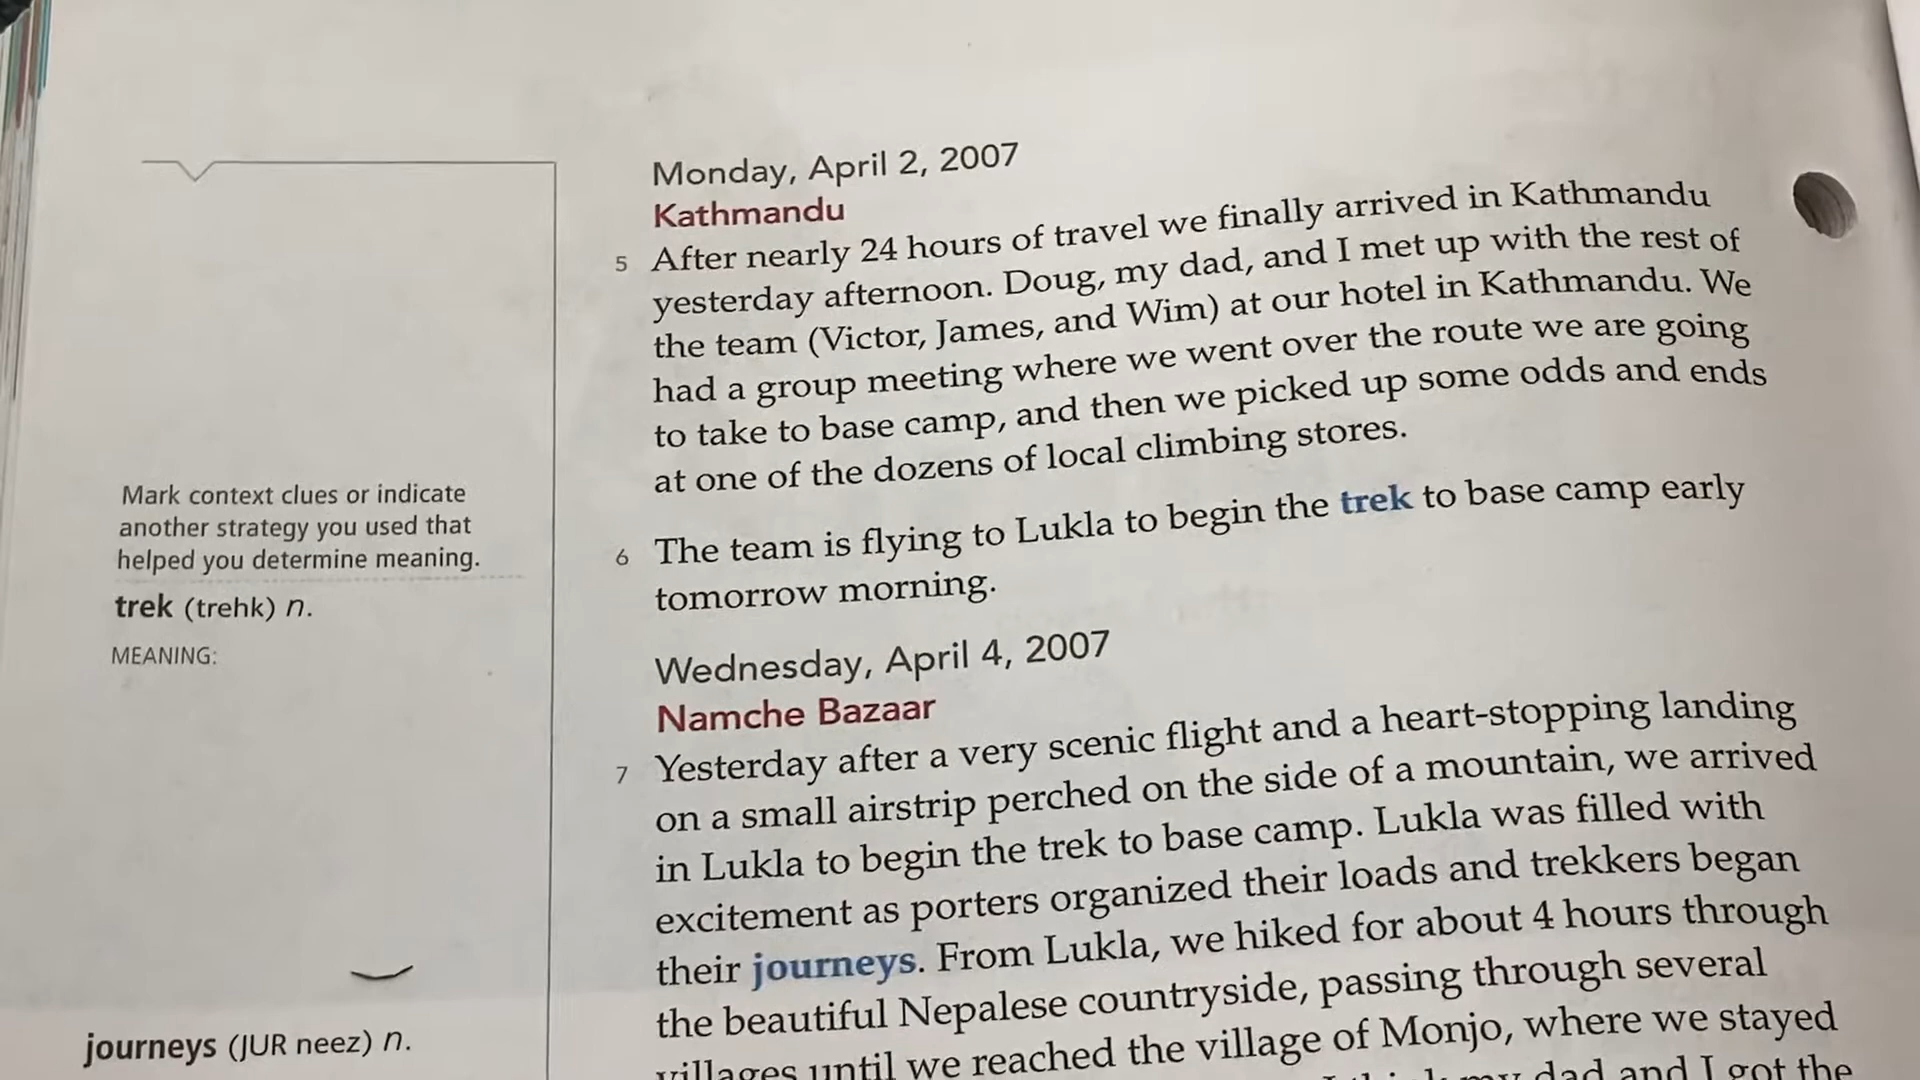 Monday, April 2, 2007
Kathmandu
5 After nearly 24 hours of travel we finally arrived in Kathmandu
yesterday afternoon. Doug, my dad, and I met up with the rest of
the team (Victor, James, and Wim) at our hotel in Kathmandu. We
had a group meeting where we went over the route we are going
to take to base camp, and then we picked up some odds and ends
at one of the dozens of local climbing stores.
6 The team is flying to Lukla to begin the trek to base camp early
tomorrow morning.
Mark context clues or indicate
another strategy you used that
helped you determine meaning.
trek (trehk) n.
MEANING:
Wednesday, April 4, 2007
Namche Bazaar
7 Yesterday after a very scenic flight and a heart-stopping landing
on a small airstrip perched on the side of a mountain, we arrived
in Lukla to begin the trek to base camp. Lukla was filled with
excitement as porters organized their loads and trekkers began
their journeys. From Lukla, we hiked for about 4 hours through
the beautiful Nepalese countryside, passing through several
villages until we reached the village of Monjo, where we stayed
my dad and I got the
journeys (JUR neez) n.